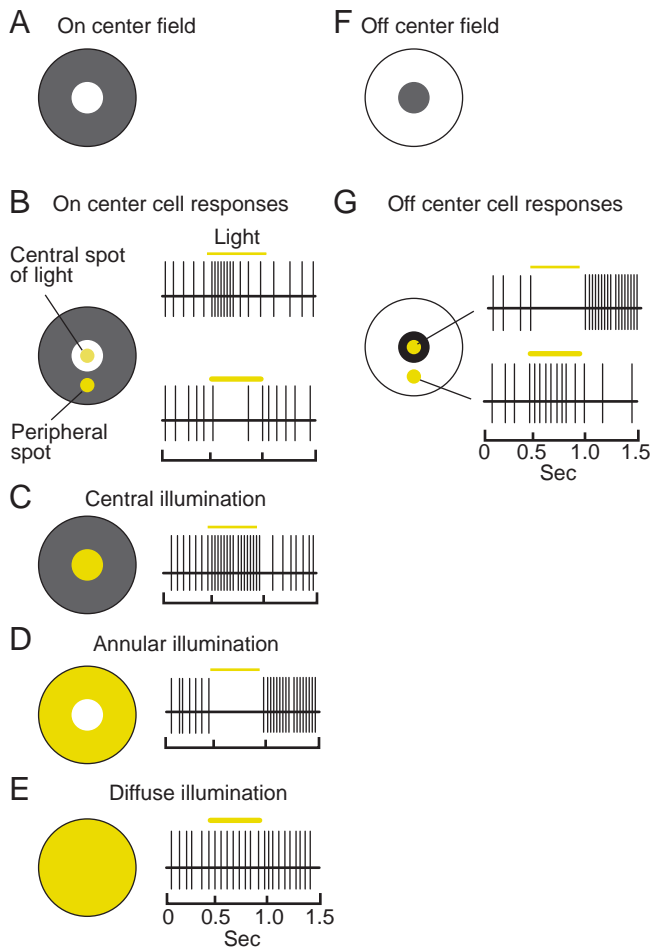 A On center field
F Off center field
B On center cell responses
Central spot
of light
Light
Peripheral
spot
G Off center cell responses
0 0.5 1.0 1.5
Sec
C Central illumination
D Annular illumination
E Diffuse illumination
0 0.5 1.0 1.5
Sec